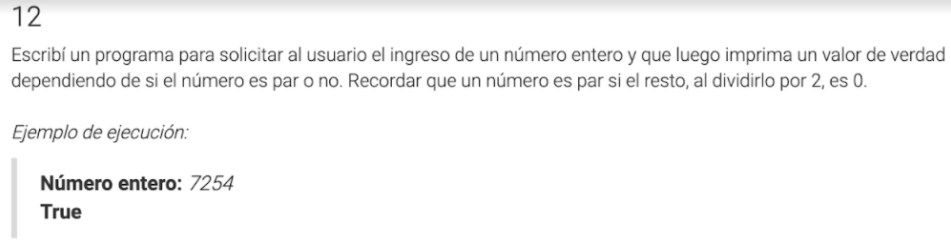 12
Escribí un programa para solicitar al usuario el ingreso de un número entero y que luego imprima un valor de verdad
dependiendo de si el número es par o no. Recordar que un número es par si el resto, al dividirlo por 2, es 0.
Ejemplo de ejecución:
Número entero: 7254
True